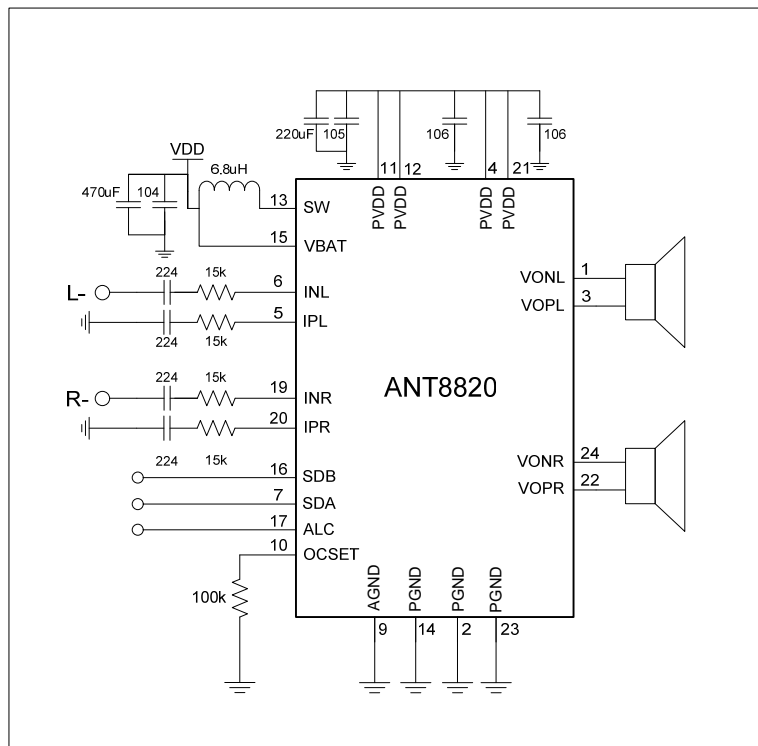 220uF 105 106 106
11 12 4 21
PVDD PVDD PVDD PVDD
VDD
6.8uH
470uF 104
13 SW
15 VBAT
224 15k
L- 6 INL
5 IPL
224 15k
224 15k
R- 19 INR
20 IPR
224 15k
16 SDB
7 SDA
17 ALC
10 OCSET
100k
ANT8820
VONL 1
VOPL 3
VONR 24
VOPR 22
AGND PGND PGND PGND
9 14 2 23